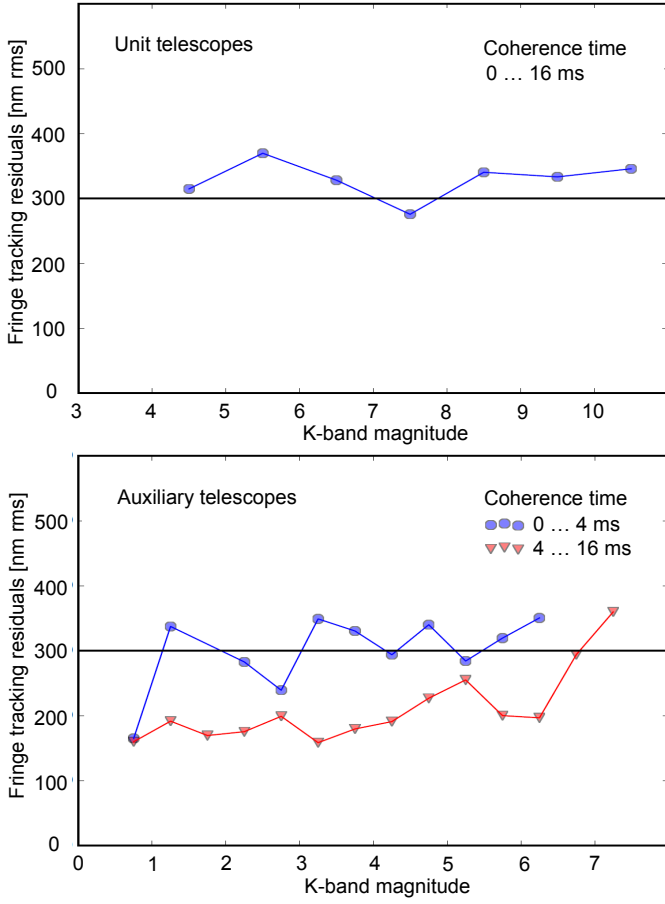 Unit telescopes
Coherence time
0 … 16 ms
Fringe tracking residuals [nm rms]
500
400
300
200
100
0
3 4 5 6 7 8 9 10
K-band magnitude
Auxiliary telescopes
Coherence time
0 … 4 ms
4 … 16 ms
Fringe tracking residuals [nm rms]
500
400
300
200
100
0
0 1 2 3 4 5 6 7
K-band magnitude